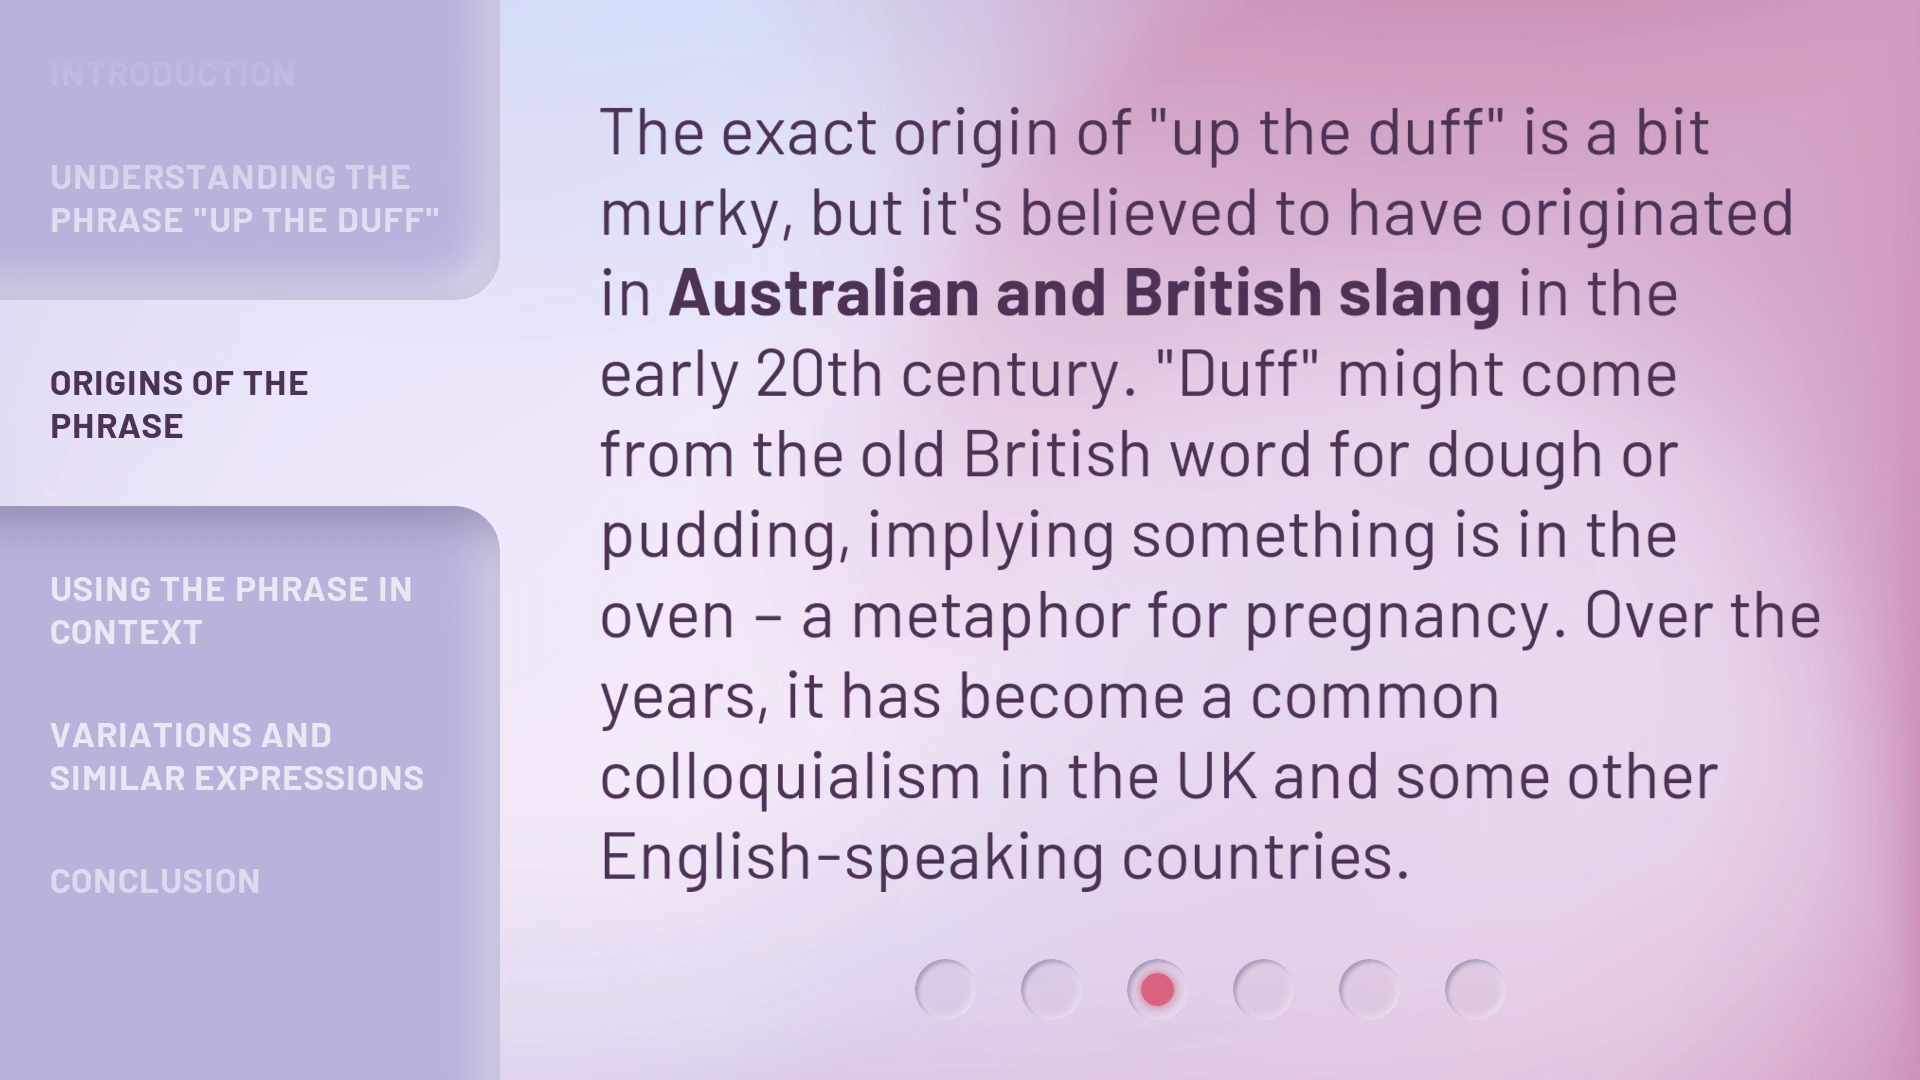 INTRODUCTION
UNDERSTANDING THE
PHRASE "UP THE DUFF"
ORIGINS OF THE
PHRASE
USING THE PHRASE IN
CONTEXT
VARIATIONS AND
SIMILAR EXPRESSIONS
CONCLUSION
The exact origin of "up the duff" is a bit
murky, but it's believed to have originated
in Australian and British slang in the
early 20th century. "Duff" might come
from the old British word for dough or
pudding, implying something is in the
oven – a metaphor for pregnancy. Over the
years, it has become a common
colloquialism in the UK and some other
English-speaking countries.